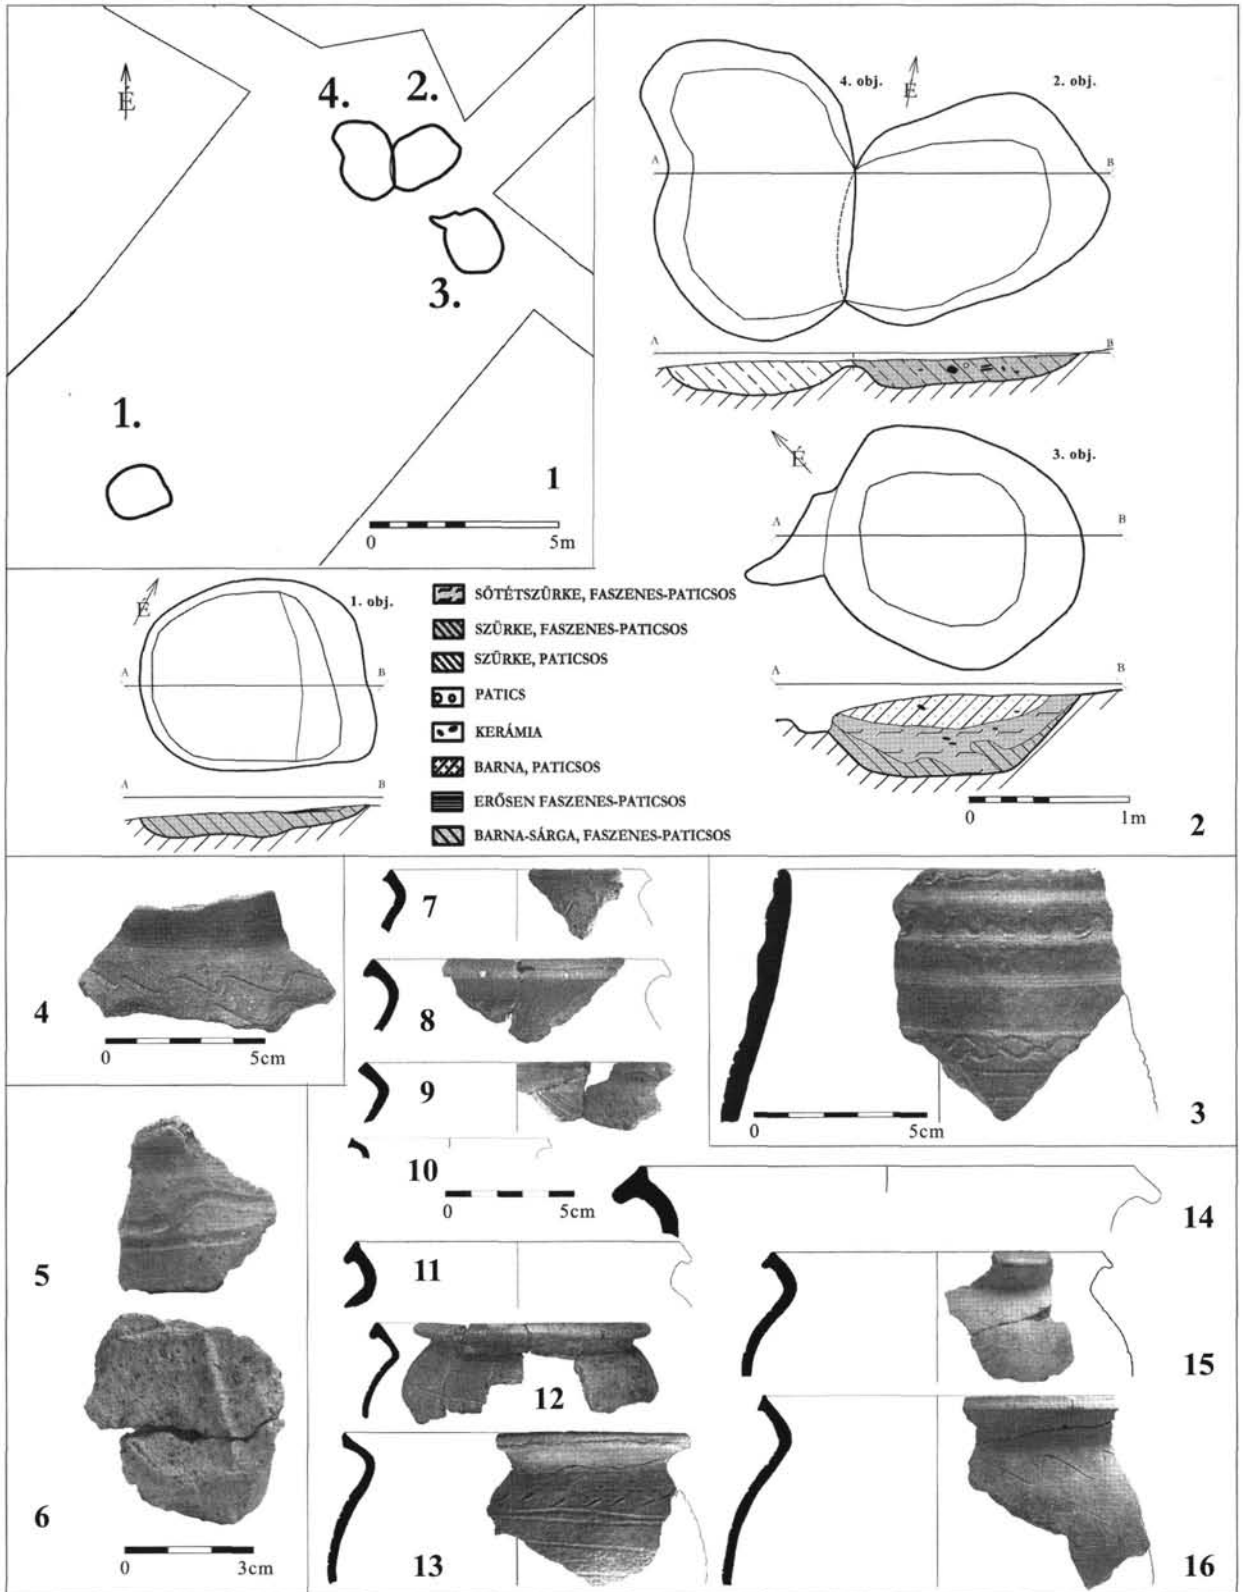 É
4.
2.
3.
1.
1
0 5m
4. obj.
É
2. obj.
A B
A B
É
3. obj.
A B
A B
0 1m
2
É
1. obj.
A B
A B
SÖTÉTSZÜRKE, FASZENES-PATICSOS
SZÜRKE, FASZENES-PATICSOS
SZÜRKE, PATICSOS
PATICS
KERÁMIA
BARNA, PATICSOS
ERŐSEN FASZENES-PATICSOS
BARNA-SÁRGA, FASZENES-PATICSOS
4
0 5cm
7
8
9
10
0 5cm
3
0 5cm
5
6
0 3cm
11
12
13
14
15
16